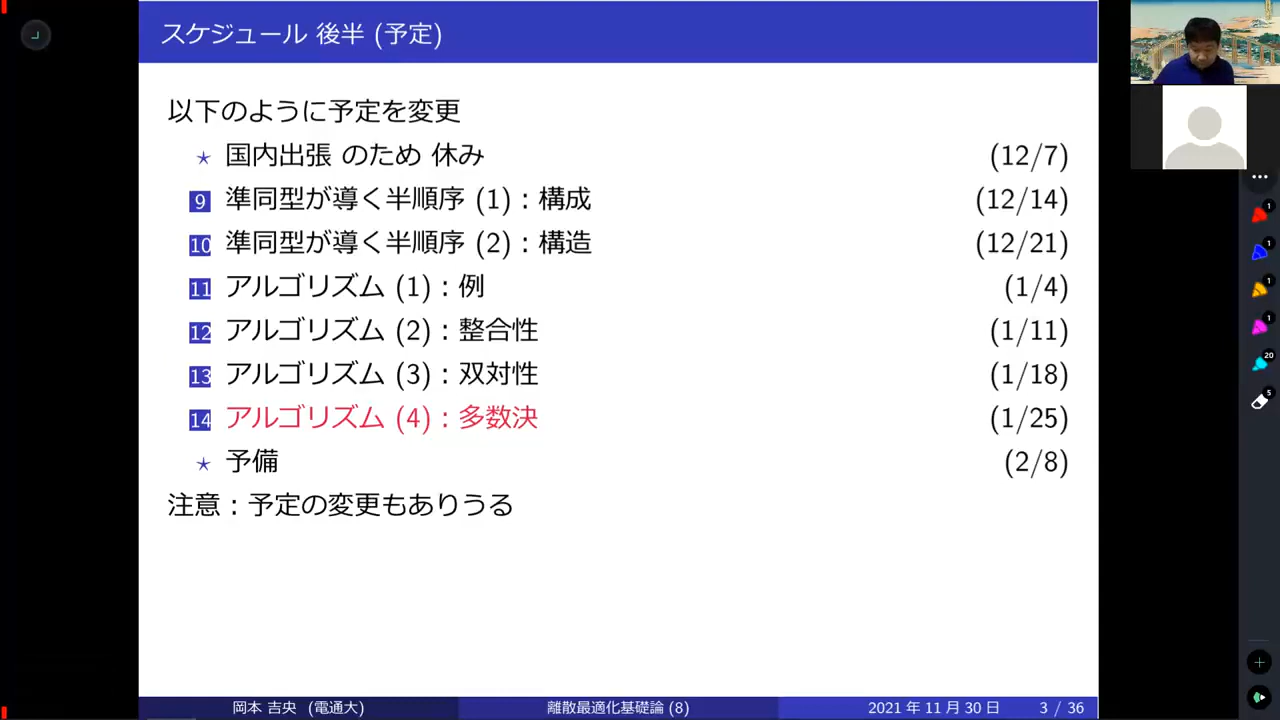 スケジュール 後半 (予定)
以下のように予定を変更
⋆ 国内出張 のため 休み (12/7)
9 準同型が導く半順序 (1) : 構成 (12/14)
10 準同型が導く半順序 (2) : 構造 (12/21)
11 アルゴリズム (1) : 例 (1/4)
12 アルゴリズム (2) : 整合性 (1/11)
13 アルゴリズム (3) : 双対性 (1/18)
14 アルゴリズム (4) : 多数決 (1/25)
⋆ 予備 (2/8)
注意 : 予定の変更もありうる
岡本 吉央 (電通大) 離散最適化基礎論 (8) 2021 年 11 月 30 日 3 / 36
1
1
1
1
20
5